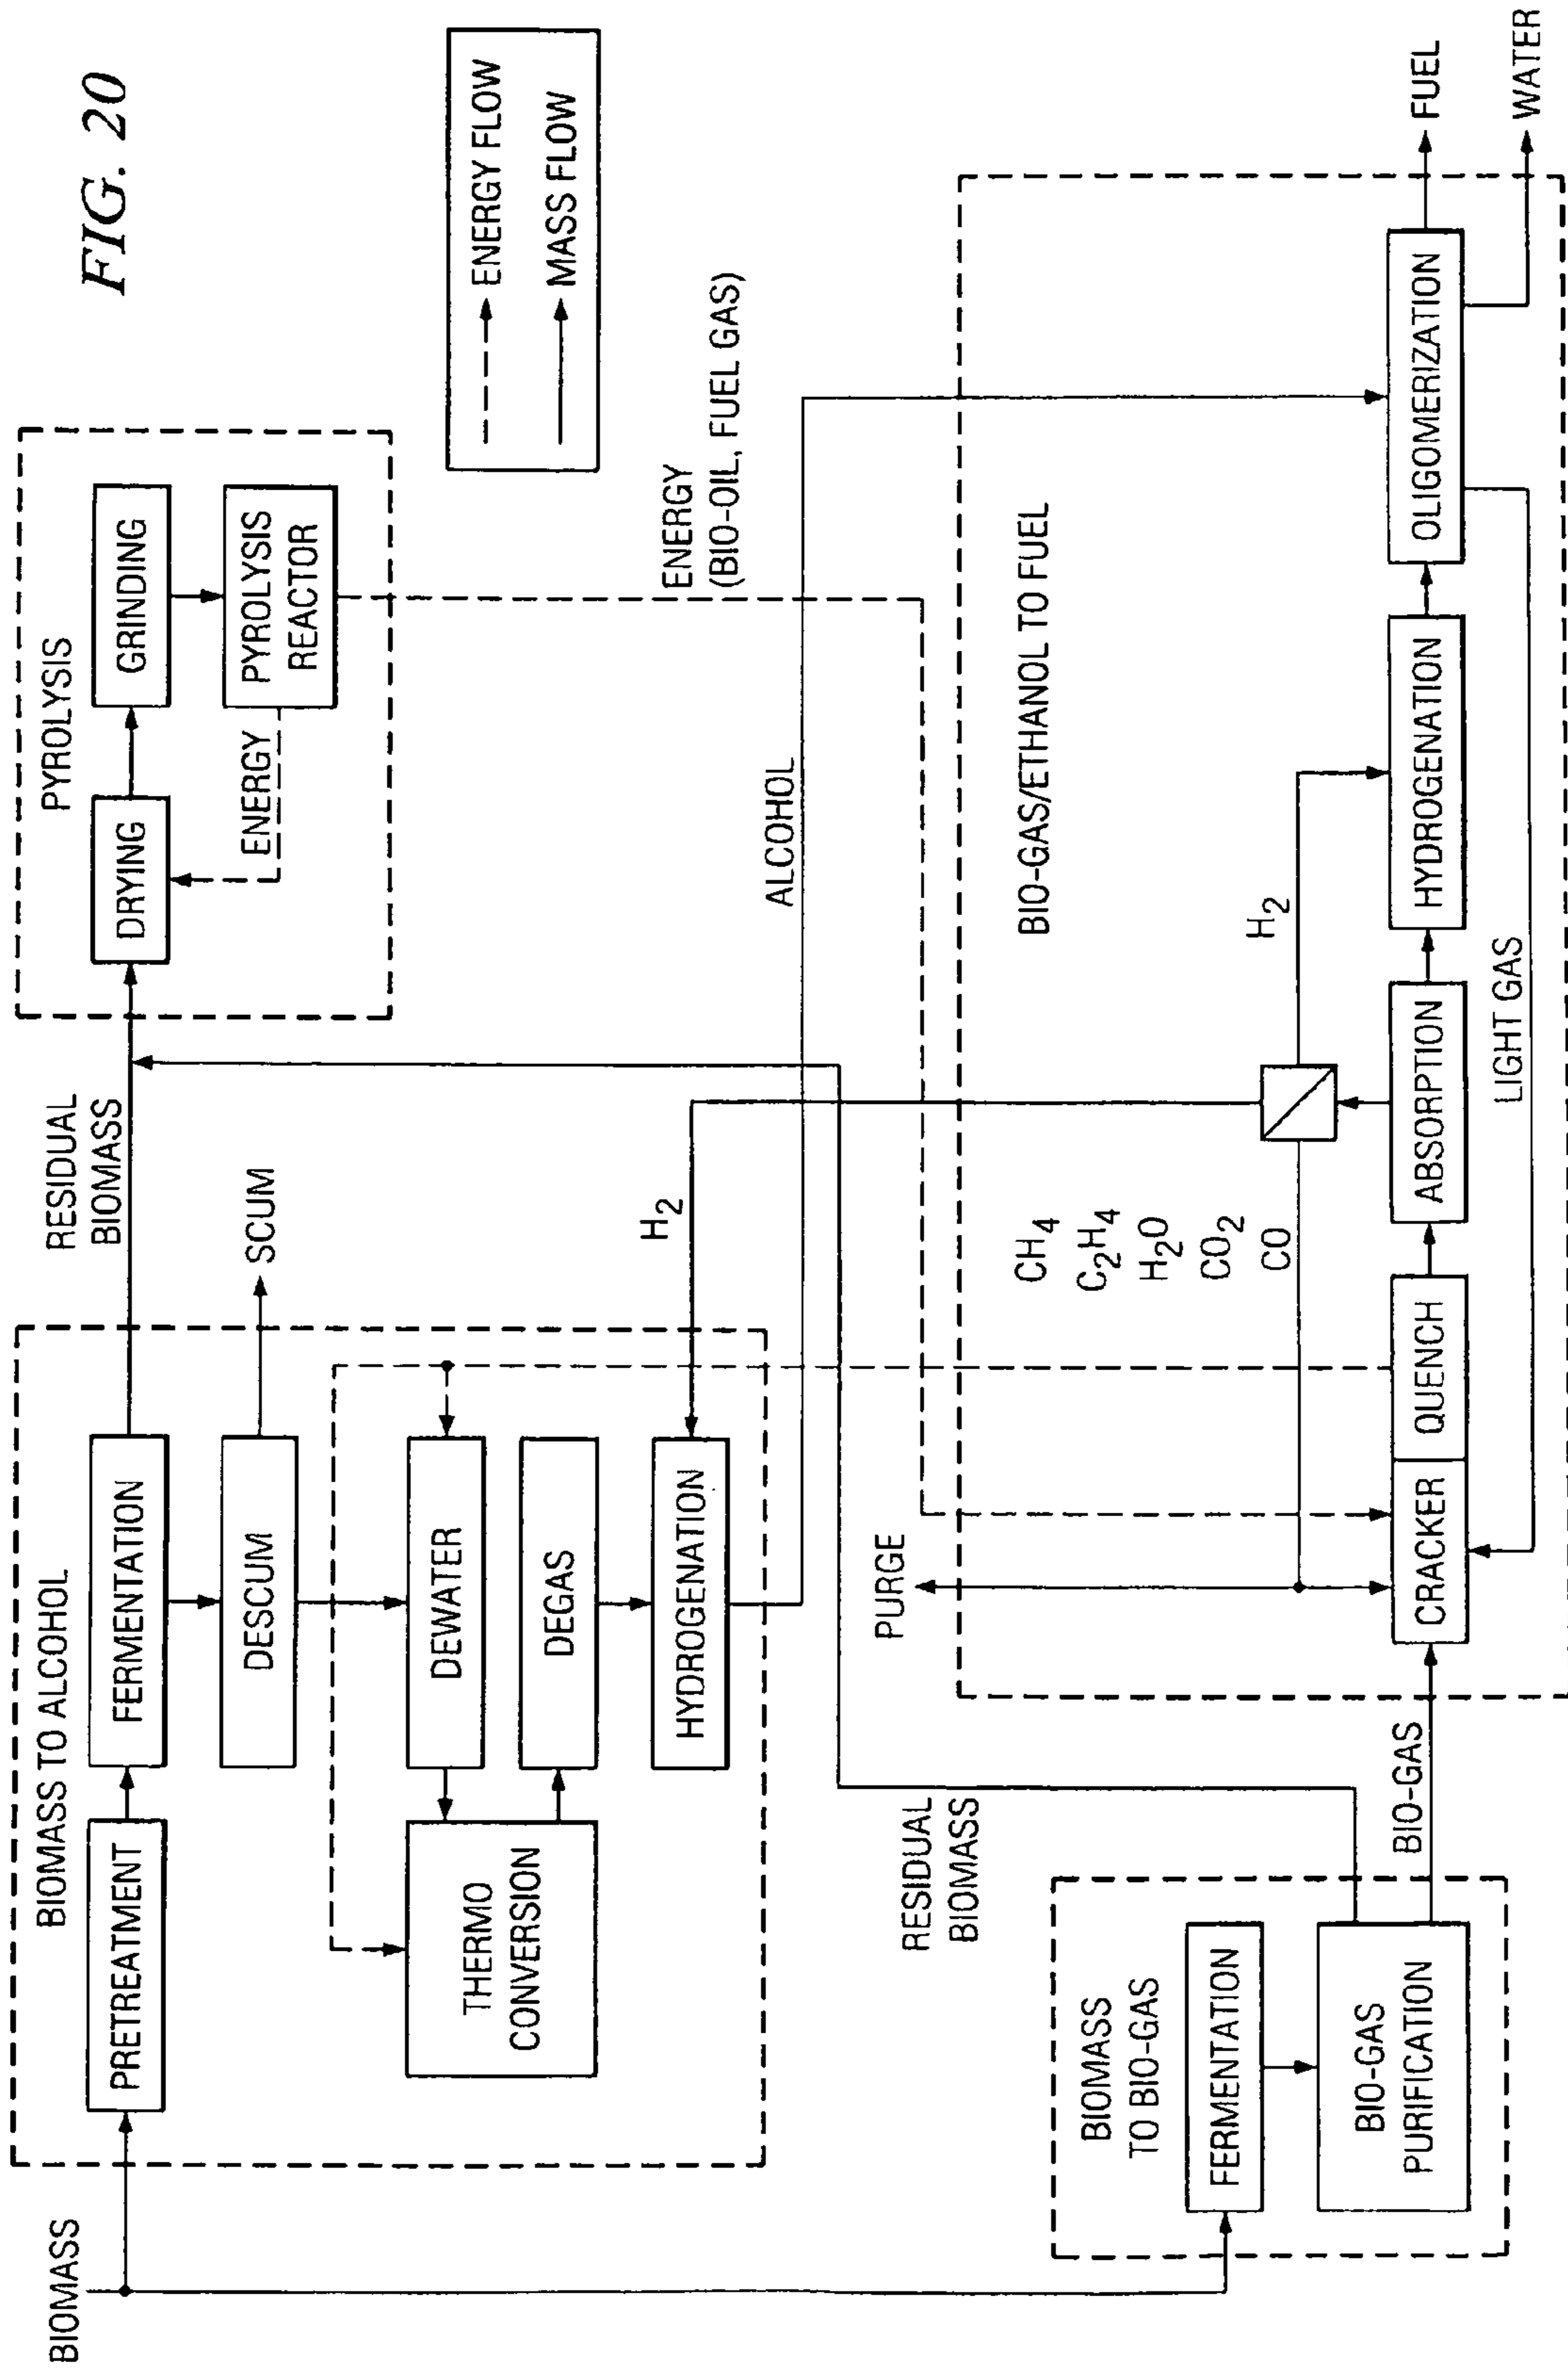 FIG. 20
BIOMASS
BIOMASS TO ALCOHOL
PRETREATMENT
FERMENTATION
DESCUM
SCUM
DEWATER
THERMO
CONVERSION
DEGAS
HYDROGENATION
H2
RESIDUAL
BIOMASS
PYROLYSIS
DRYING
GRINDING
PYROLYSIS
REACTOR
ENERGY
ENERGY FLOW
MASS FLOW
ENERGY
(BIO-OIL, FUEL GAS)
ALCOHOL
RESIDUAL
BIOMASS
PURGE
BIOMASS
TO BIO-GAS
FERMENTATION
BIO-GAS
PURIFICATION
BIO-GAS
BIO-GAS/ETHANOL TO FUEL
CH4
C2H4
H2O
CO2
CO
H2
CRACKER
QUENCH
ABSORPTION
HYDROGENATION
OLIGOMERIZATION
LIGHT GAS
FUEL
WATER